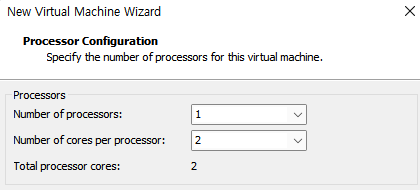 New Virtual Machine Wizard
Processor Configuration
Specify the number of processors for this virtual machine.
Processors
Number of processors: 1
Number of cores per processor: 2
Total processor cores: 2